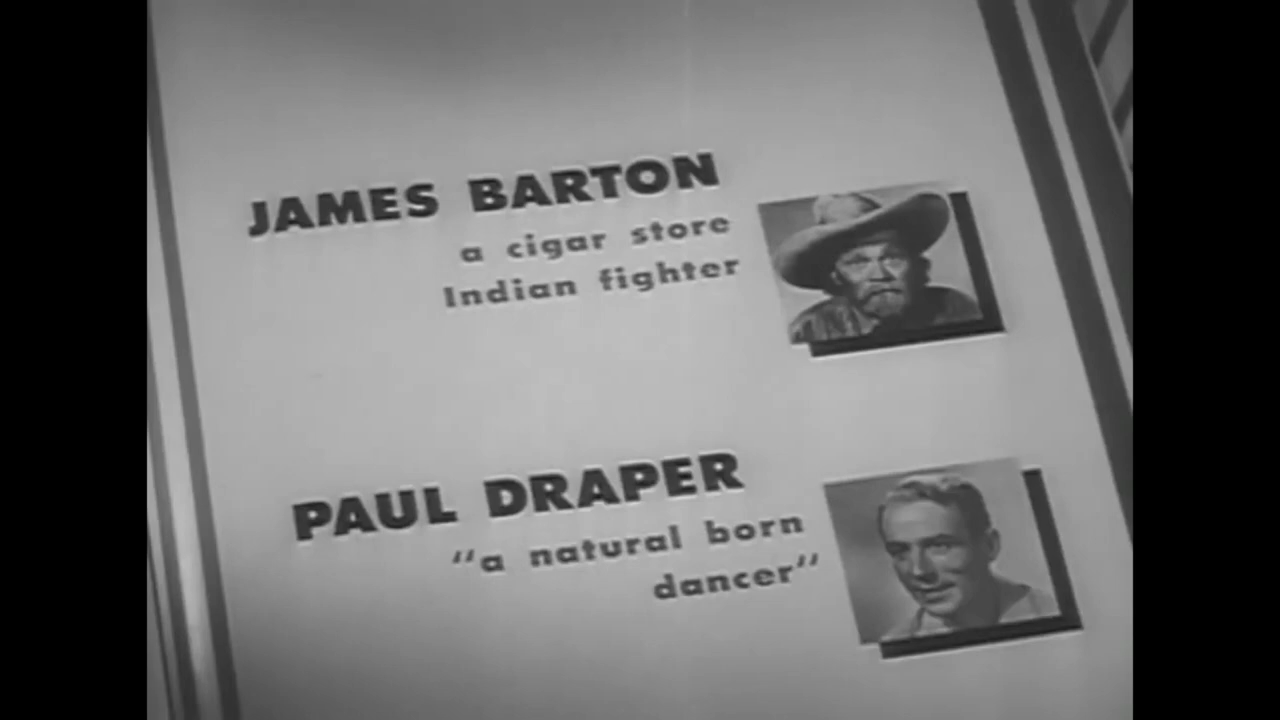 JAMES BARTON
a cigar store
Indian fighter
PAUL DRAPER
"a natural born
dancer"